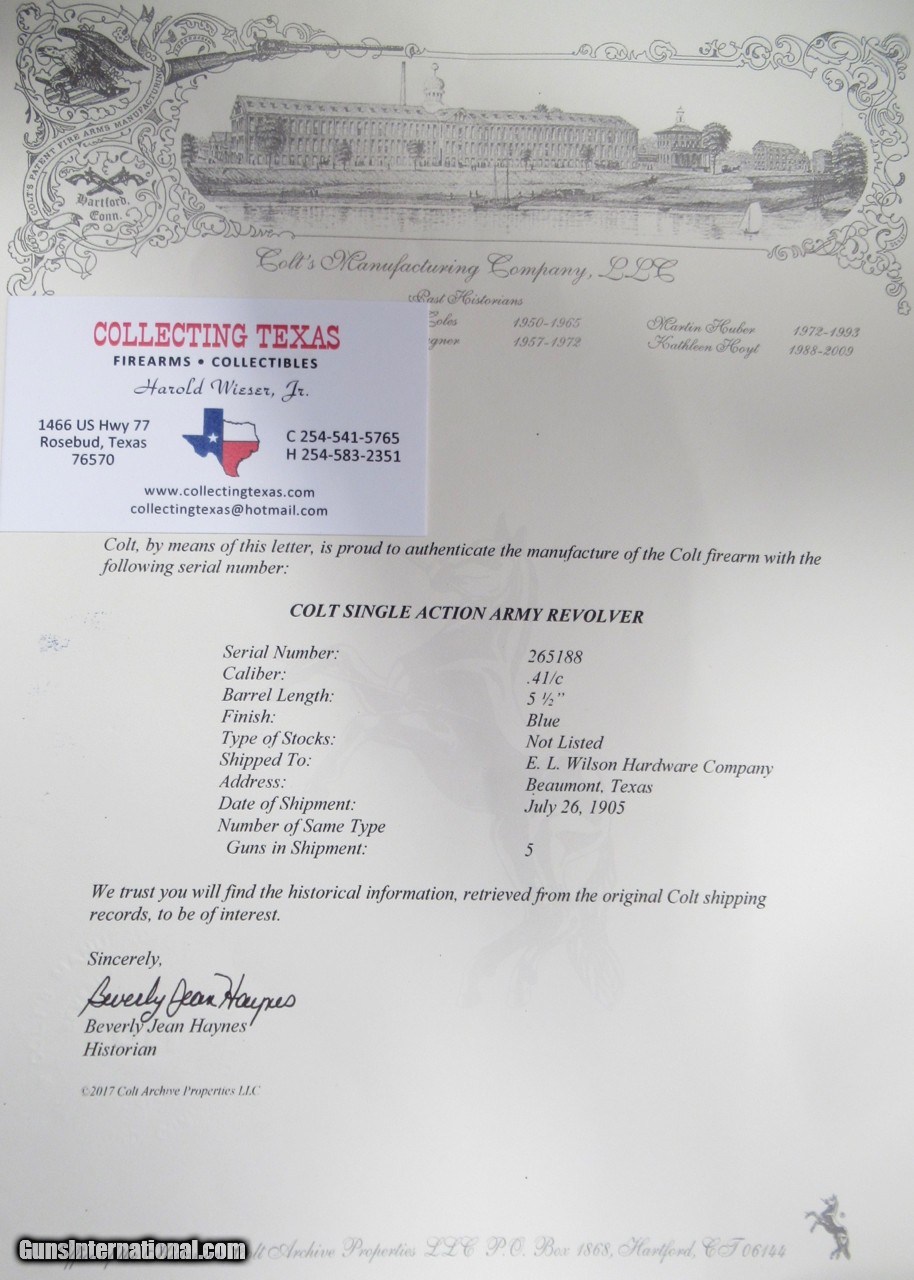 COLT'S PATENT FIRE ARMS MANUFACTURING
Hartford,
Conn.
Colt's Manufacturing Company, LLC
Past Historians
Coles 1950-1965 Martin Huber 1972-1993
gner 1957-1972 Kathleen Hoyt 1988-2009
COLLECTING TEXAS
FIREARMS • COLLECTIBLES
Harold Wieser, Jr.
1466 US Hwy 77
Rosebud, Texas
76570
C 254-541-5765
H 254-583-2351
www.collectingtexas.com
collectingtexas@hotmail.com
Colt, by means of this letter, is proud to authenticate the manufacture of the Colt firearm with the
following serial number:
COLT SINGLE ACTION ARMY REVOLVER
Serial Number: 265188
Caliber: .41/c
Barrel Length: 5 ½"
Finish: Blue
Type of Stocks: Not Listed
Shipped To: E. L. Wilson Hardware Company
Address: Beaumont, Texas
Date of Shipment: July 26, 1905
Number of Same Type
Guns in Shipment: 5
We trust you will find the historical information, retrieved from the original Colt shipping
records, to be of interest.
Sincerely,
Beverly Jean Haynes
Beverly Jean Haynes
Historian
©2017 Colt Archive Properties LLC
GunsInternational.com
lt Archive Properties LLC P.O. Box 1868, Hartford, CT 06144